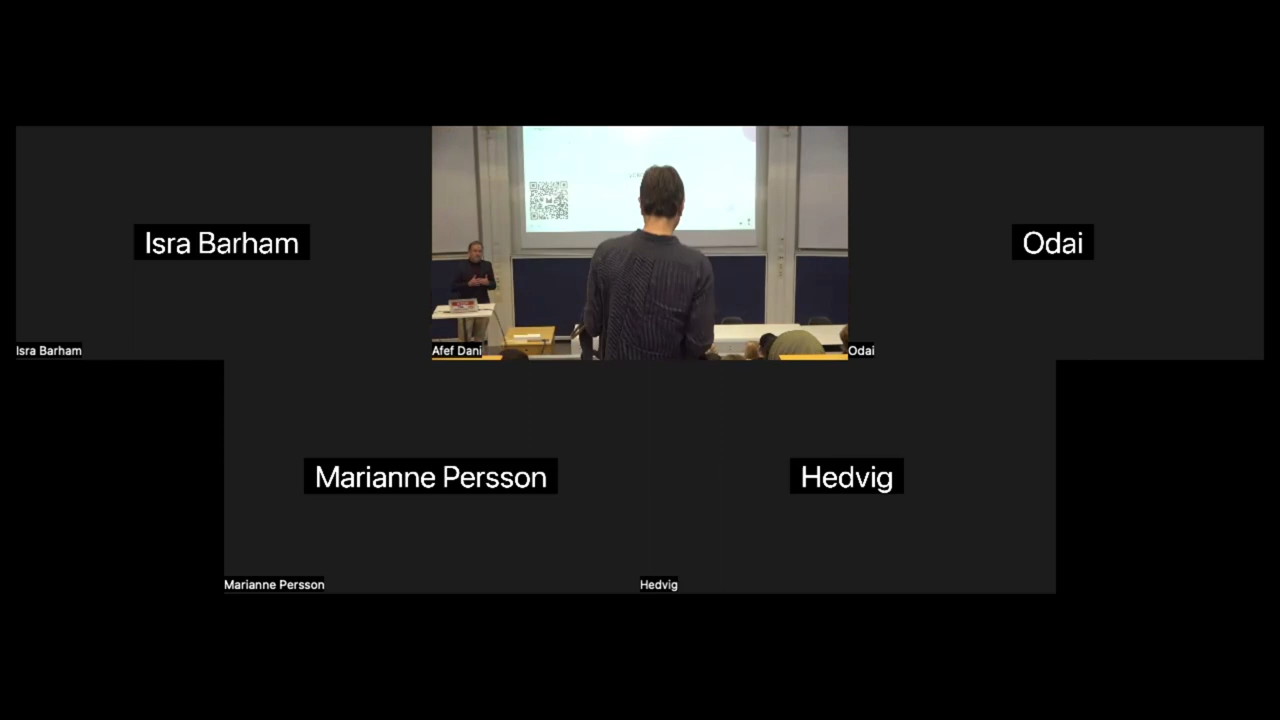 Isra Barham
Isra Barham
Afef Dani
Odai
Odai
Marianne Persson
Marianne Persson
Hedvig
Hedvig